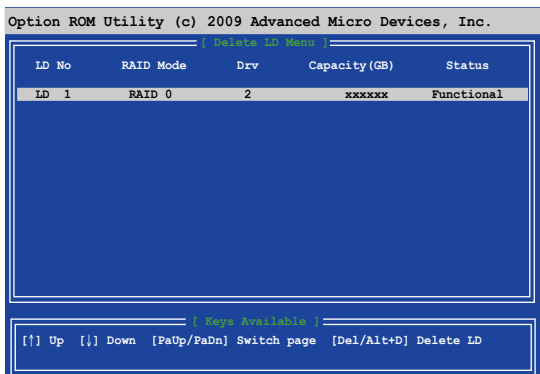 Option ROM Utility (c) 2009 Advanced Micro Devices, Inc.
[ Delete LD Menu ]
LD No RAID Mode Drv Capacity(GB) Status
LD 1 RAID 0 2 xxxxxx Functional
[ Keys Available ]
[↑] Up [↓] Down [PaUp/PaDn] Switch page [Del/Alt+D] Delete LD